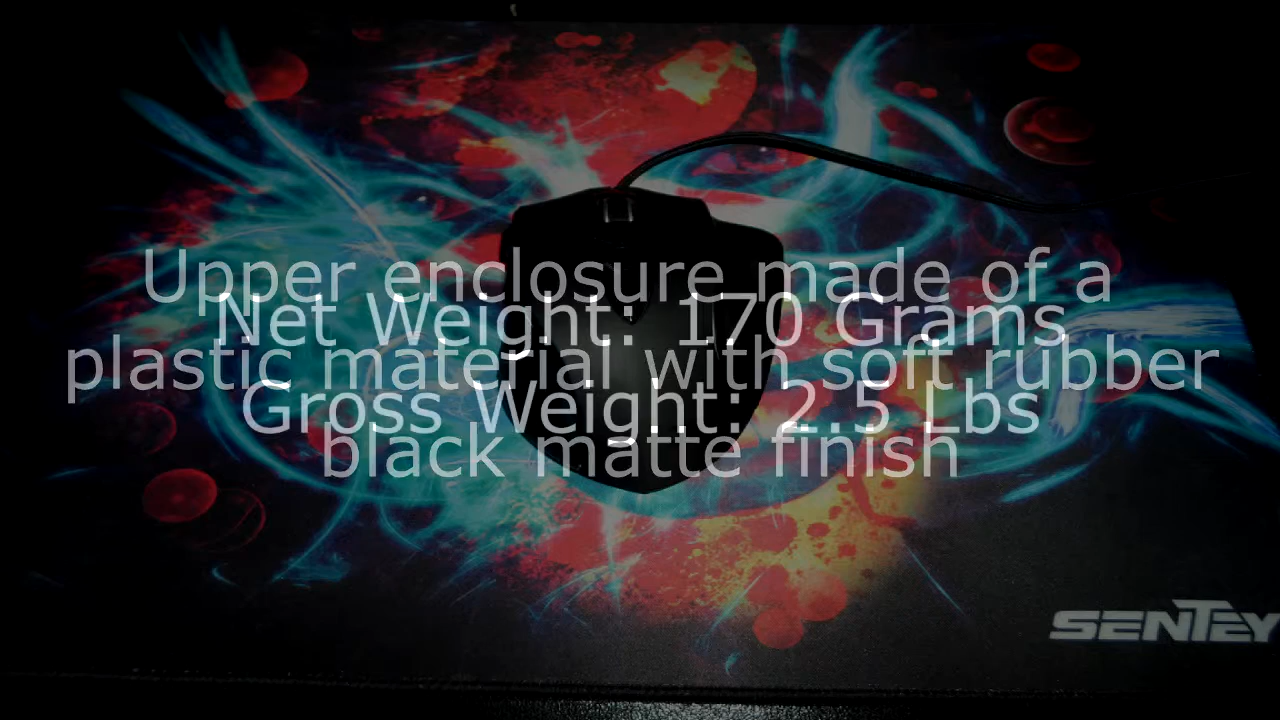 Upper enclosure made of a
plastic material with soft rubber
black matte finish
Net Weight: 170 Grams
Gross Weight: 2.5 Lbs
SENTEY